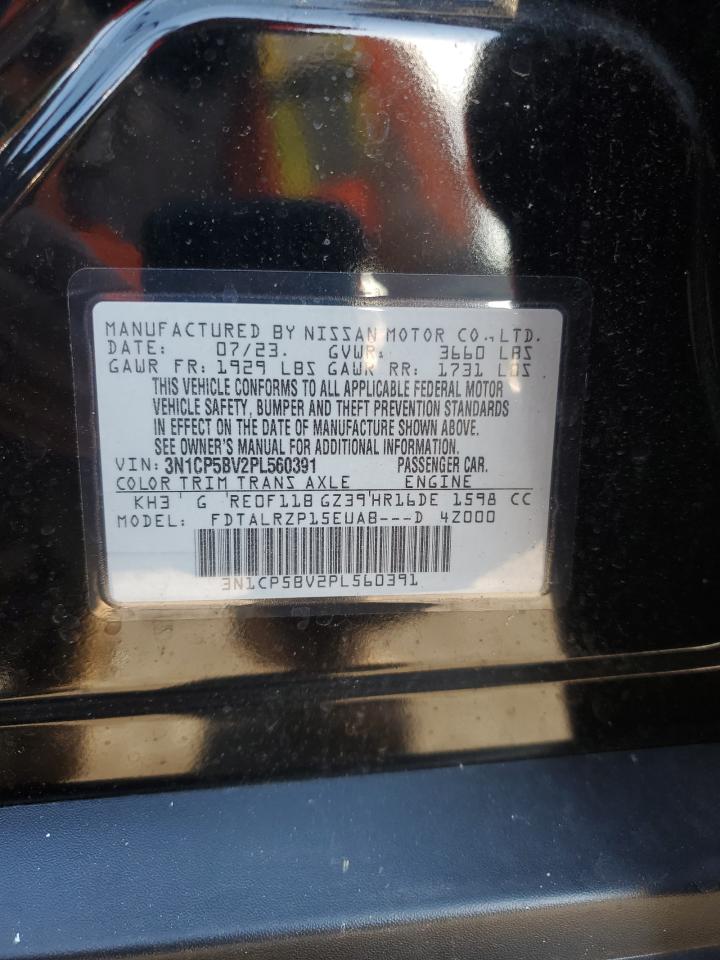 MANUFACTURED BY NISSAN MOTOR CO., LTD.
DATE: 07/23. GVWR: 3660 LBS
GAWR FR: 1929 LBS GAWR RR: 1731 LBS
THIS VEHICLE CONFORMS TO ALL APPLICABLE FEDERAL MOTOR
VEHICLE SAFETY, BUMPER AND THEFT PREVENTION STANDARDS
IN EFFECT ON THE DATE OF MANUFACTURE SHOWN ABOVE.
SEE OWNER'S MANUAL FOR ADDITIONAL INFORMATION.
VIN: 3N1CP5BV2PL560391 PASSENGER CAR.
COLOR TRIM TRANS AXLE ENGINE
KH3 G RE0F11B GZ39 HR16DE 1598 CC
MODEL: FDTALRZP15EUAB---D 4Z000
3N1CP5BV2PL560391